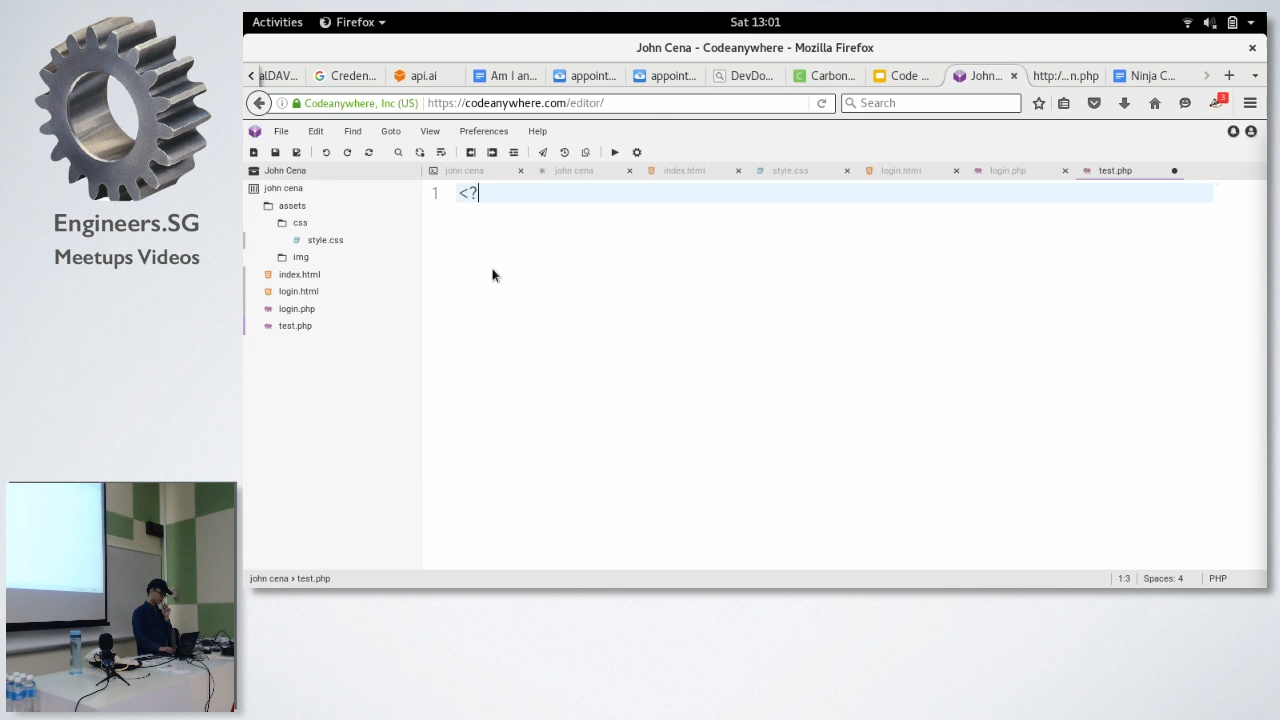 Engineers.SG
Meetups Videos
Activities
Firefox
Sat 13:01
John Cena - Codeanywhere - Mozilla Firefox
alDAV...
Creden...
api.ai
Am I an...
appoint...
appoint...
DevDo...
Carbon...
Code ...
John...
http:/...n.php
Ninja C...
Codeanywhere, Inc (US)
https://codeanywhere.com/editor/
Search
3
File
Edit
Find
Goto
View
Preferences
Help
John Cena
john cena
john cena
index.html
style.css
login.html
login.php
test.php
john cena
assets
css
style.css
img
index.html
login.html
login.php
test.php
1 <?
john cena › test.php
1:3
Spaces: 4
PHP